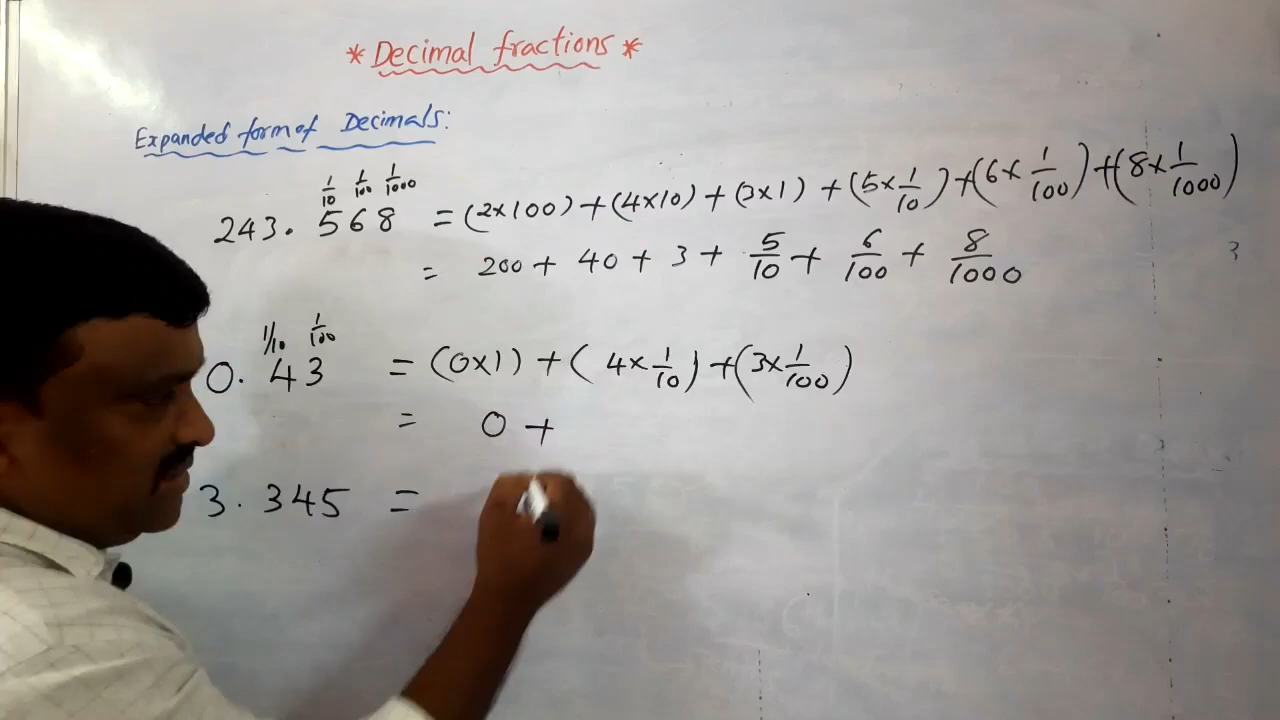 * Decimal fractions *
Expanded form of Decimals:
1/10 1/100 1/1000
243.568 = (2×100) + (4×10) + (3×1) + (5×1/10) + (6×1/100) + (8×1/1000)
= 200 + 40 + 3 + 5/10 + 6/100 + 8/1000
3
1/10 1/100
0.43 = (0×1) + (4×1/10) + (3×1/100)
= 0 +
3.345 =